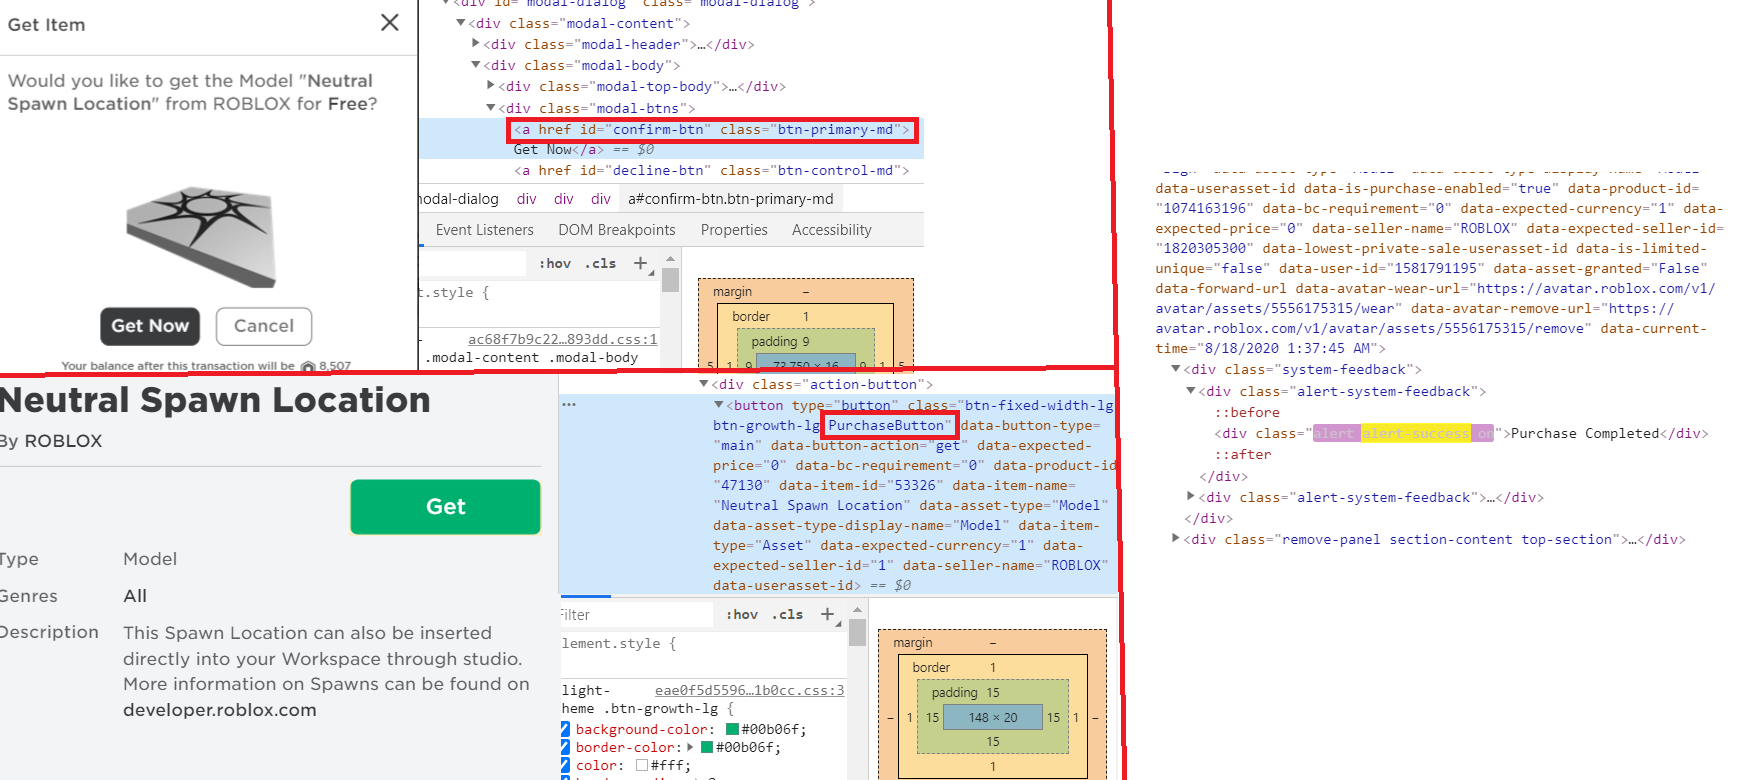 Get Item
Would you like to get the Model "Neutral
Spawn Location" from ROBLOX for Free?
Get Now
Cancel
Your balance after this transaction will be 8,507
<div id="modal-dialog" class="modal-dialog">
<div class="modal-content">
<div class="modal-header">…</div>
<div class="modal-body">
<div class="modal-top-body">…</div>
<div class="modal-btns">
<a href id="confirm-btn" class="btn-primary-md">
Get Now</a> == $0
<a href id="decline-btn" class="btn-control-md">
modal-dialog div div div a#confirm-btn.btn-primary-md
Event Listeners DOM Breakpoints Properties Accessibility
:hov .cls +
t.style {
ac68f7b9c22…893dd.css:1
.modal-content .modal-body
margin –
border 1
padding 9
5 1 9 73.750 × 16 9 1 5
Neutral Spawn Location
By ROBLOX
Get
Type Model
Genres All
Description This Spawn Location can also be inserted
directly into your Workspace through studio.
More information on Spawns can be found on
developer.roblox.com
<div class="action-button">
… <button type="button" class="btn-fixed-width-lg
btn-growth-lg PurchaseButton" data-button-type=
"main" data-button-action="get" data-expected-
price="0" data-bc-requirement="0" data-product-id
"47130" data-item-id="53326" data-item-name=
"Neutral Spawn Location" data-asset-type="Model"
data-asset-type-display-name="Model" data-item-
type="Asset" data-expected-currency="1" data-
expected-seller-id="1" data-seller-name="ROBLOX"
data-userasset-id> == $0
Filter :hov .cls +
element.style {
light- eae0f5d5596…1b0cc.css:3
heme .btn-growth-lg {
background-color: #00b06f;
border-color: #00b06f;
color: #fff;
margin –
border 1
padding 15
– 1 15 148 × 20 15 1 –
15
1
data-userasset-id data-is-purchase-enabled="true" data-product-id=
"1074163196" data-bc-requirement="0" data-expected-currency="1" data-
expected-price="0" data-seller-name="ROBLOX" data-expected-seller-id=
"1820305300" data-lowest-private-sale-userasset-id data-is-limited-
unique="false" data-user-id="1581791195" data-asset-granted="False"
data-forward-url data-avatar-wear-url="https://avatar.roblox.com/v1/
avatar/assets/5556175315/wear" data-avatar-remove-url="https://
avatar.roblox.com/v1/avatar/assets/5556175315/remove" data-current-
time="8/18/2020 1:37:45 AM">
<div class="system-feedback">
<div class="alert-system-feedback">
::before
<div class="alert alert-success on">Purchase Completed</div>
::after
</div>
<div class="alert-system-feedback">…</div>
</div>
<div class="remove-panel section-content top-section">…</div>